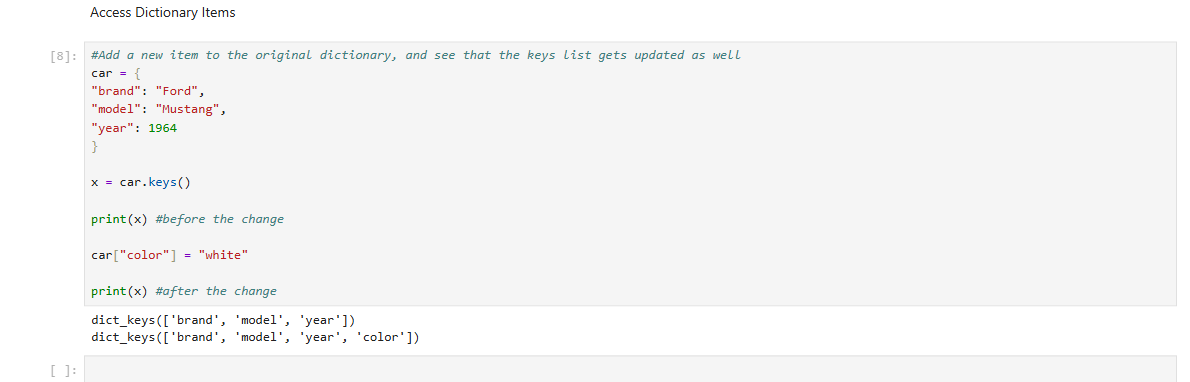 Access Dictionary Items
[8]: #Add a new item to the original dictionary, and see that the keys list gets updated as well
car = {
"brand": "Ford",
"model": "Mustang",
"year": 1964
}
x = car.keys()
print(x) #before the change
car["color"] = "white"
print(x) #after the change
dict_keys(['brand', 'model', 'year'])
dict_keys(['brand', 'model', 'year', 'color'])
[ ]: